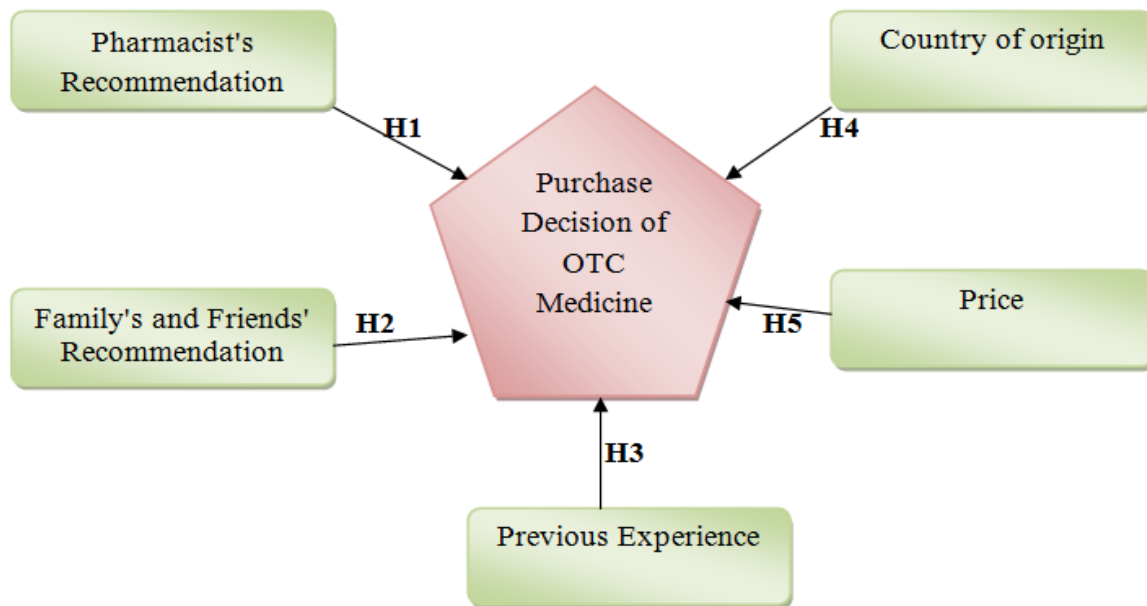 Pharmacist's
Recommendation
Country of origin
H1
H4
Purchase
Decision of
OTC
Medicine
Family's and Friends'
Recommendation
H2
Price
H5
H3
Previous Experience